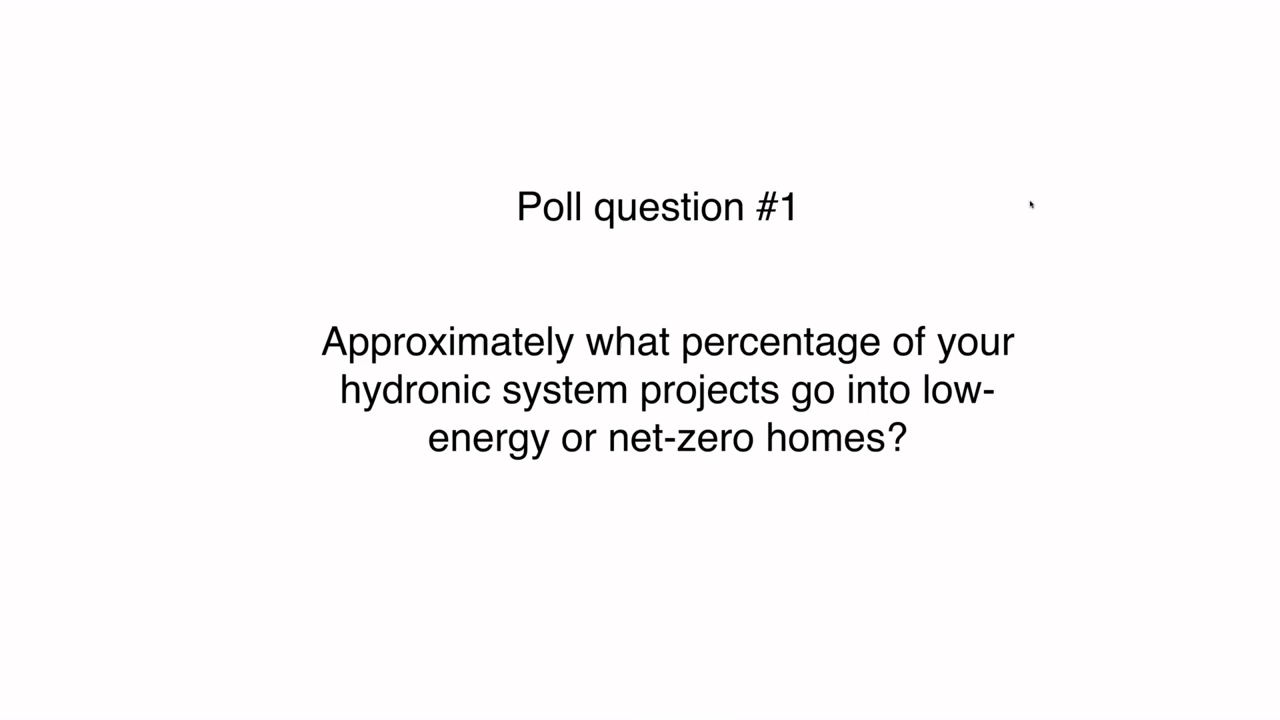 Poll question #1
Approximately what percentage of your
hydronic system projects go into low-
energy or net-zero homes?